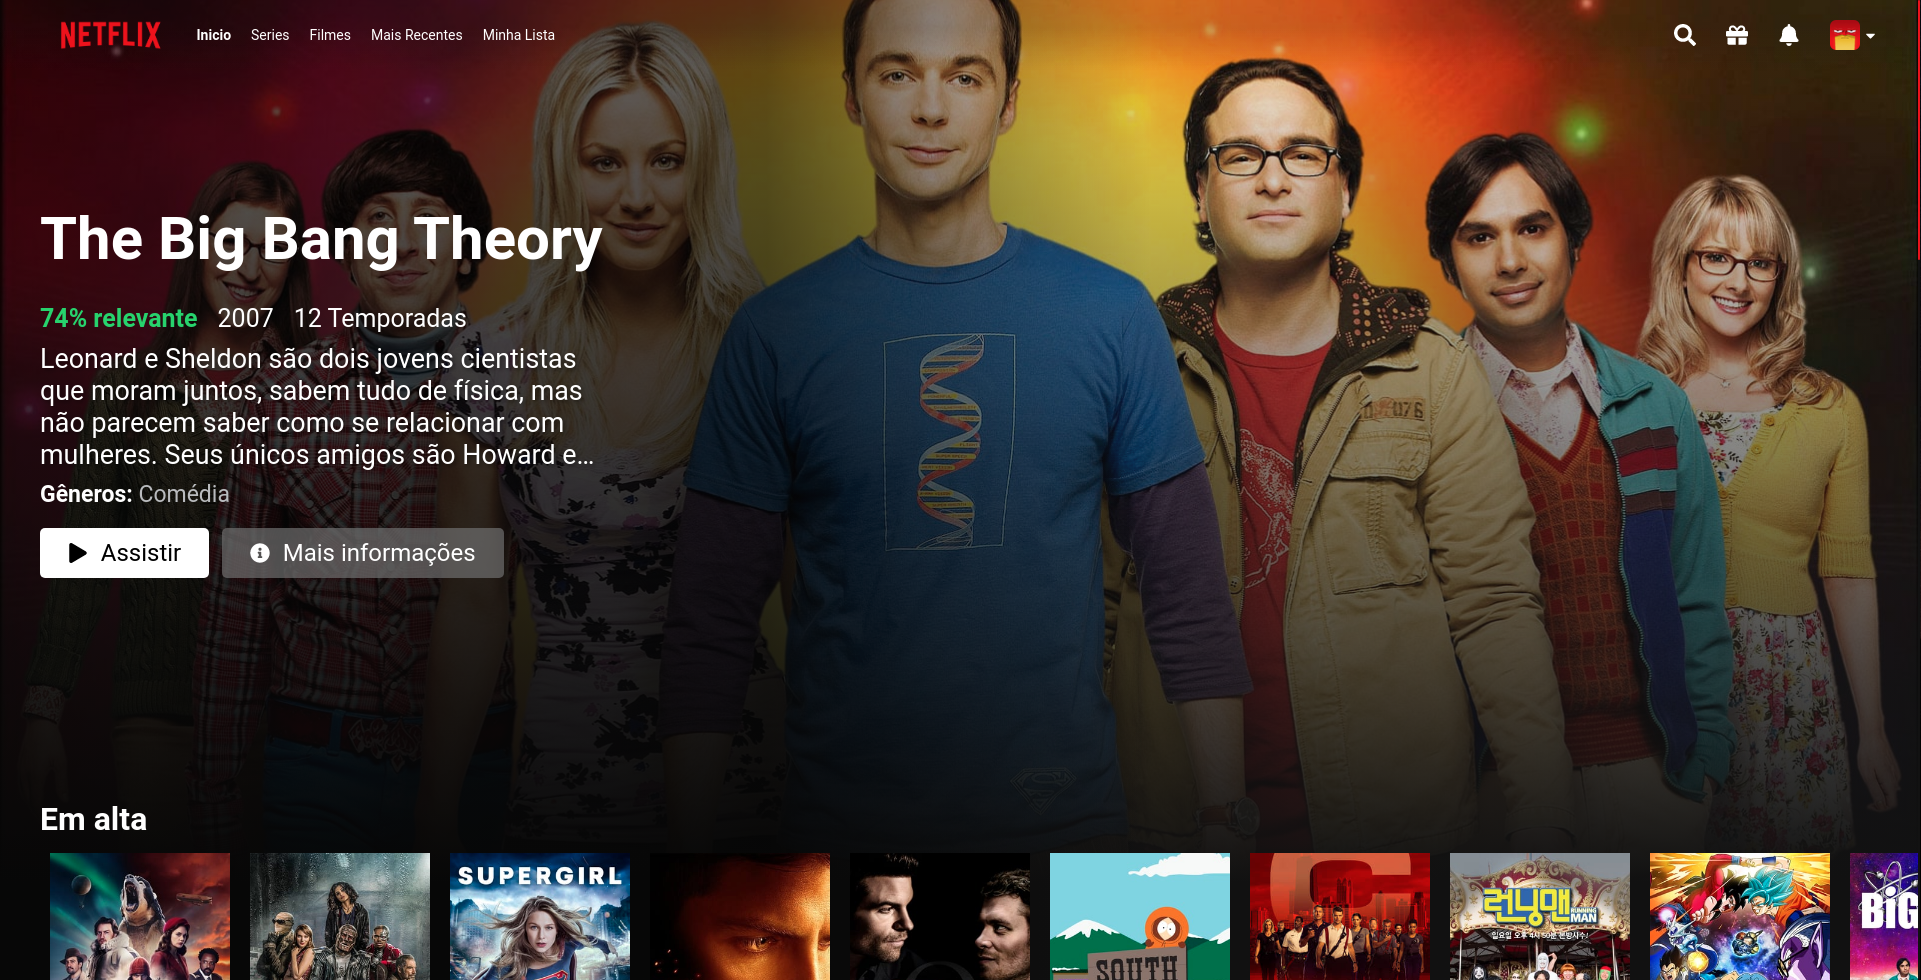 NETFLIX
Inicio
Series
Filmes
Mais Recentes
Minha Lista
The Big Bang Theory
74% relevante 2007 12 Temporadas
Leonard e Sheldon são dois jovens cientistas
que moram juntos, sabem tudo de física, mas
não parecem saber como se relacionar com
mulheres. Seus únicos amigos são Howard e...
Gêneros: Comédia
Assistir
Mais informações
Em alta
SUPERGIRL
SOUTH
C
런닝맨
RUNNING
MAN
BIG